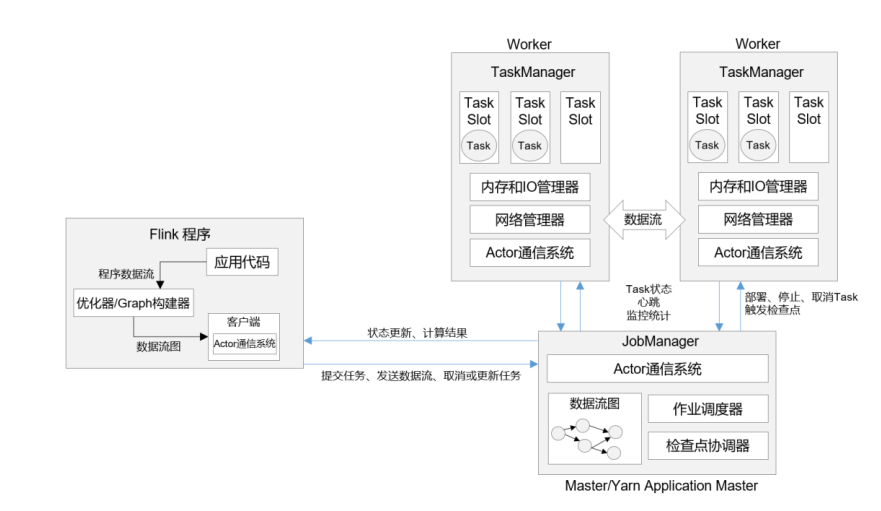 Worker
TaskManager
Task Slot
Task
Task Slot
Task
Task Slot
内存和IO管理器
网络管理器
Actor通信系统
数据流
Worker
TaskManager
Task Slot
Task
Task Slot
Task
Task Slot
内存和IO管理器
网络管理器
Actor通信系统
Flink 程序
应用代码
程序数据流
优化器/Graph构建器
数据流图
客户端
Actor通信系统
Task状态
心跳
监控统计
部署、停止、取消Task
触发检查点
状态更新、计算结果
提交任务、发送数据流、取消或更新任务
JobManager
Actor通信系统
数据流图
作业调度器
检查点协调器
Master/Yarn Application Master